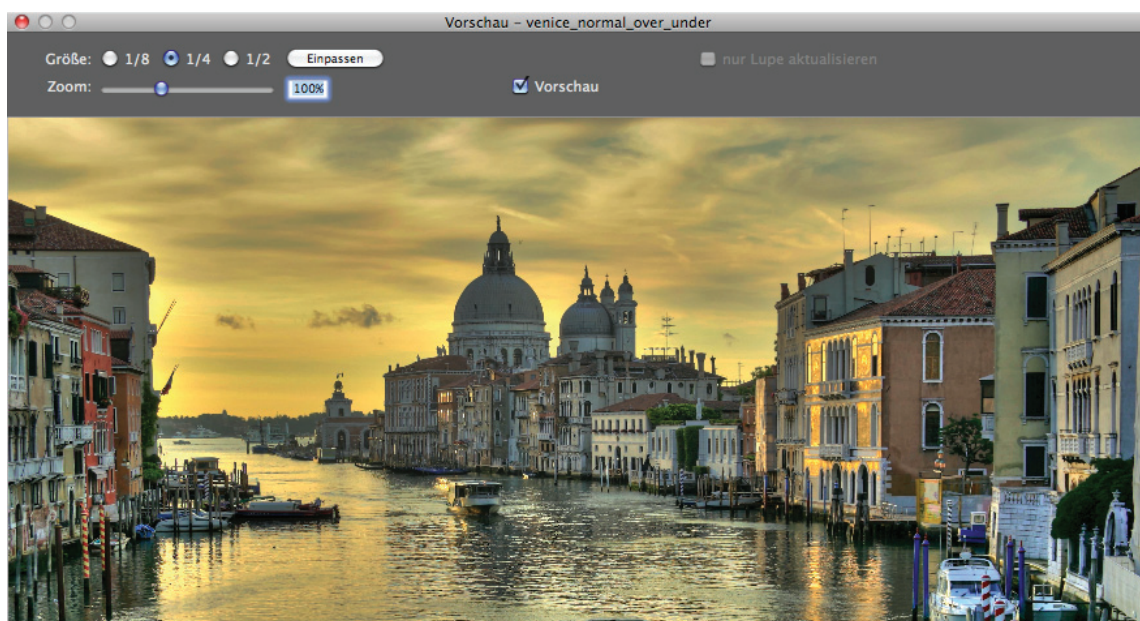 Vorschau – venice_normal_over_under
Größe: 1/8 1/4 1/2 Einpassen nur Lupe aktualisieren
Zoom: 100% Vorschau